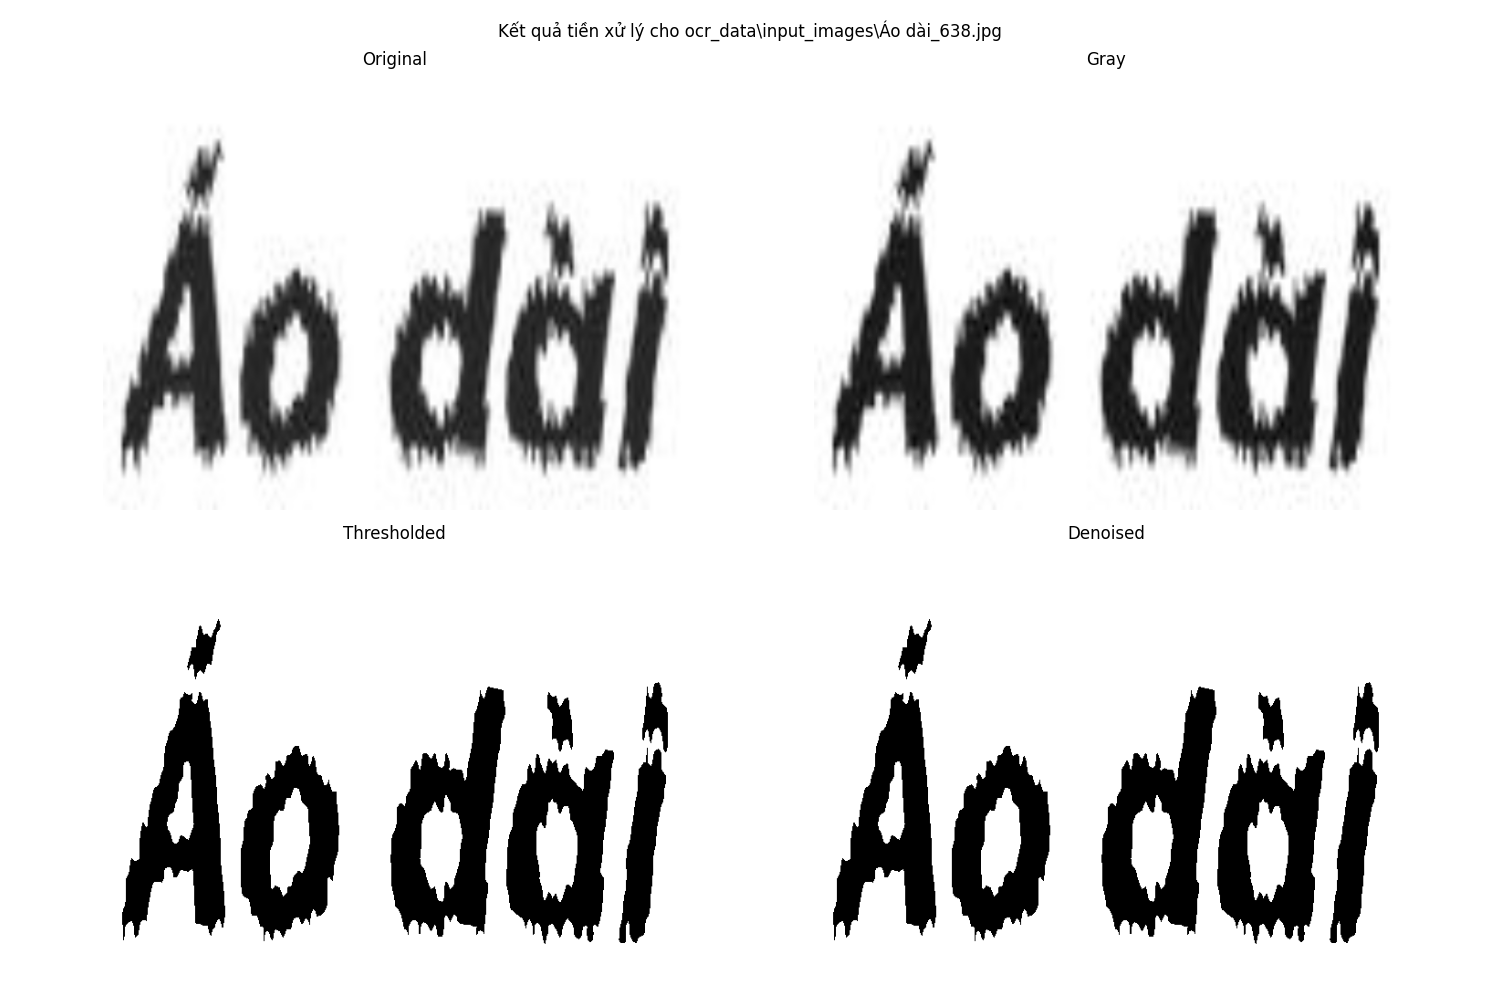 Kết quả tiền xử lý cho ocr_data\input_images\Áo dài_638.jpg
Original
Gray
Áo dài
Áo dài
Thresholded
Denoised
Áo dài
Áo dài